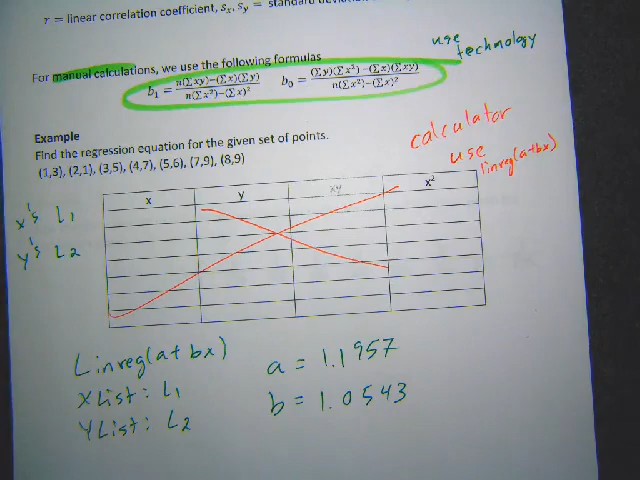 r = linear correlation coefficient, sₓ, sᵧ = standard
use technology
For manual calculations, we use the following formulas
b₁ = n(Σxy)−(Σx)(Σy) / n(Σx²)−(Σx)² b₀ = (Σy)(Σx²)−(Σx)(Σxy) / n(Σx²)−(Σx)²
Example
Find the regression equation for the given set of points.
(1,3), (2,1), (3,5), (4,7), (5,6), (7,9), (8,9)
calculator
use
linreg(a+bx)
x's L1
y's L2
x y xy x²
Linreg(a+bx)
XList: L1
YList: L2
a = 1.1957
b = 1.0543